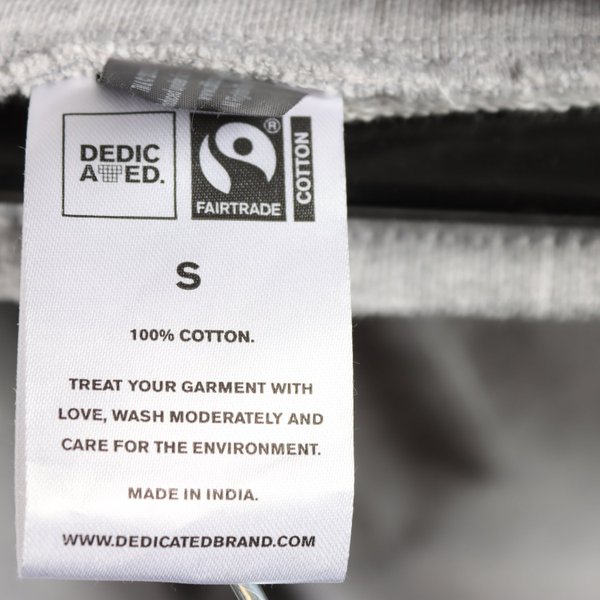 DEDIC
ATED.
FAIRTRADE
®
COTTON
S
100% COTTON.
TREAT YOUR GARMENT WITH
LOVE, WASH MODERATELY AND
CARE FOR THE ENVIRONMENT.
MADE IN INDIA.
WWW.DEDICATEDBRAND.COM